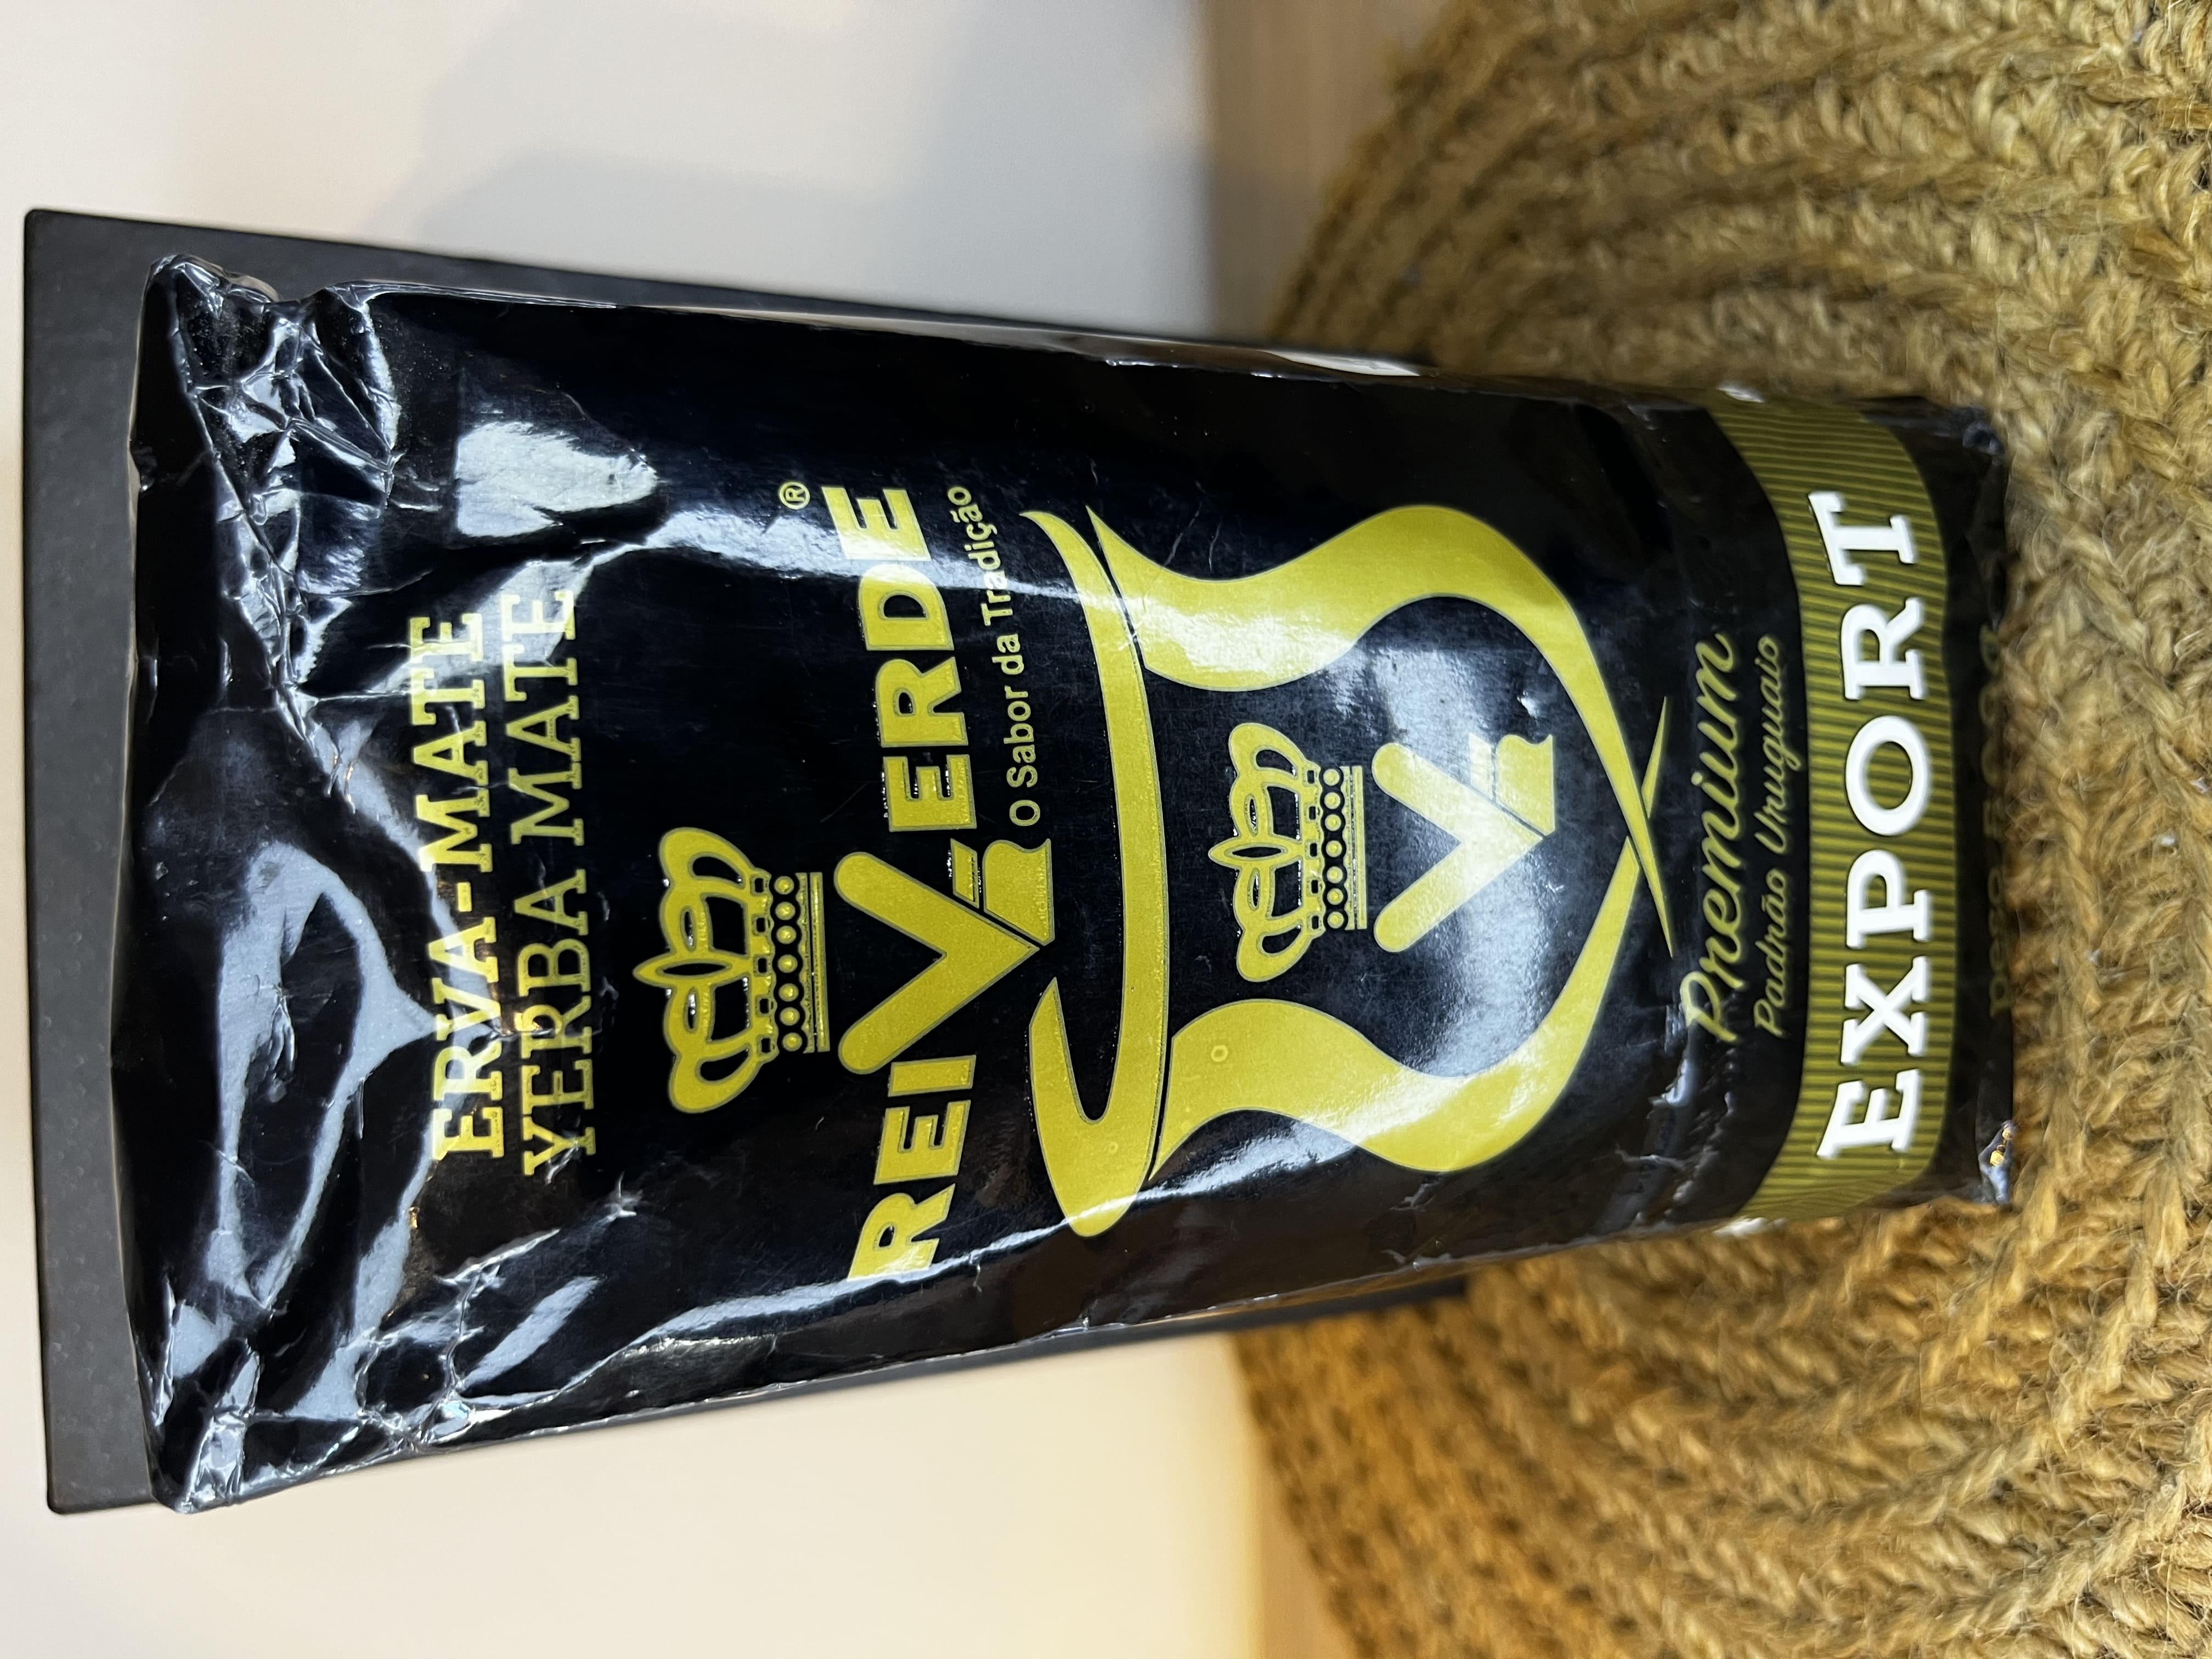 ERVA-MATE
YERBA MATE
REI VERDE®
O Sabor da Tradição
V
Premium
Padrão Uruguaio
EXPORT